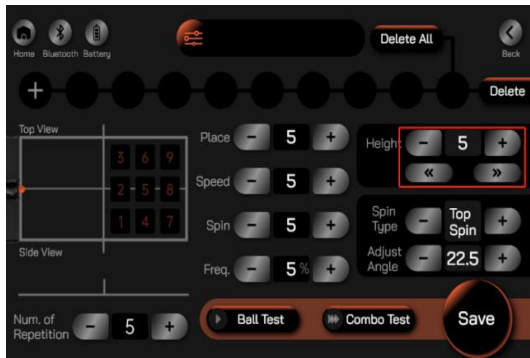 Home Bluetooth Battery
Delete All
Back
+
Delete
Top View
3 6 9
2 5 8
1 4 7
Side View
Num. of
Repetition - 5 +
Place - 5 +
Speed - 5 +
Spin - 5 +
Freq. - 5 % +
Height - 5 +
« »
Spin
Type - Top
Spin +
Adjust
Angle - 22.5 +
Ball Test
Combo Test
Save